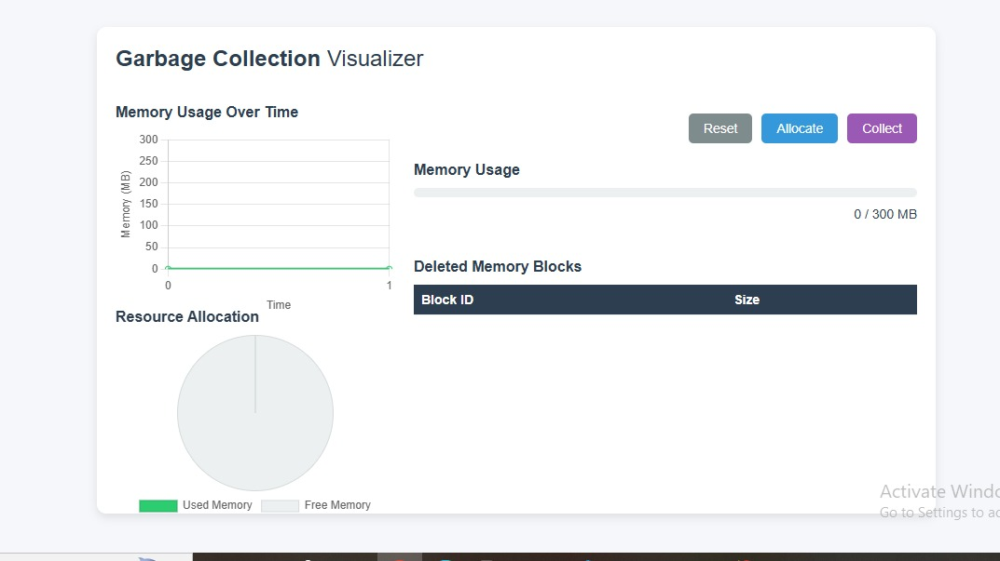 Garbage Collection Visualizer
Memory Usage Over Time
Reset
Allocate
Collect
300
250
200
150
100
50
0
Memory (MB)
0
1
Time
Memory Usage
0 / 300 MB
Deleted Memory Blocks
Block ID
Size
Resource Allocation
Used Memory
Free Memory
Activate
Go to Settings to